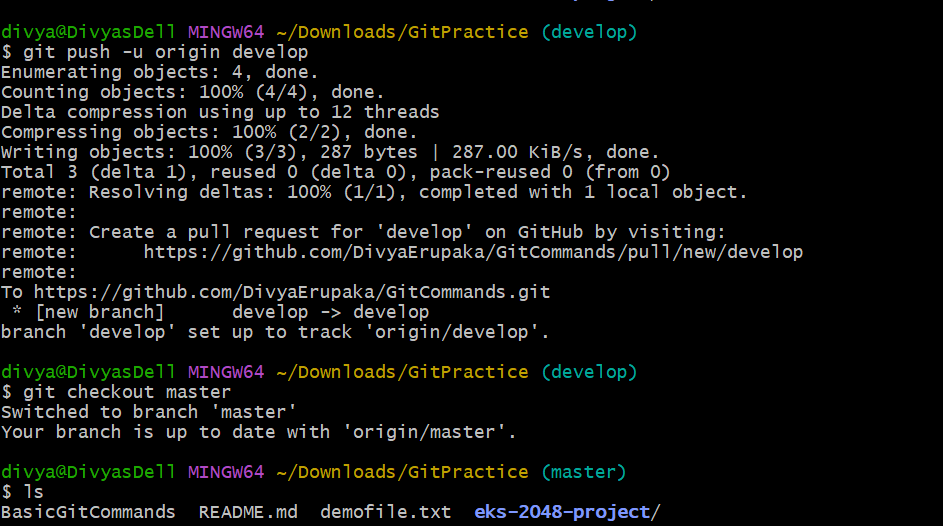 divya@DivyasDell MINGW64 ~/Downloads/GitPractice (develop)
$ git push -u origin develop
Enumerating objects: 4, done.
Counting objects: 100% (4/4), done.
Delta compression using up to 12 threads
Compressing objects: 100% (2/2), done.
Writing objects: 100% (3/3), 287 bytes | 287.00 KiB/s, done.
Total 3 (delta 1), reused 0 (delta 0), pack-reused 0 (from 0)
remote: Resolving deltas: 100% (1/1), completed with 1 local object.
remote:
remote: Create a pull request for 'develop' on GitHub by visiting:
remote:      https://github.com/DivyaErupaka/GitCommands/pull/new/develop
remote:
To https://github.com/DivyaErupaka/GitCommands.git
 * [new branch]      develop -> develop
branch 'develop' set up to track 'origin/develop'.
divya@DivyasDell MINGW64 ~/Downloads/GitPractice (develop)
$ git checkout master
Switched to branch 'master'
Your branch is up to date with 'origin/master'.
divya@DivyasDell MINGW64 ~/Downloads/GitPractice (master)
$ ls
BasicGitCommands  README.md  demofile.txt  eks-2048-project/